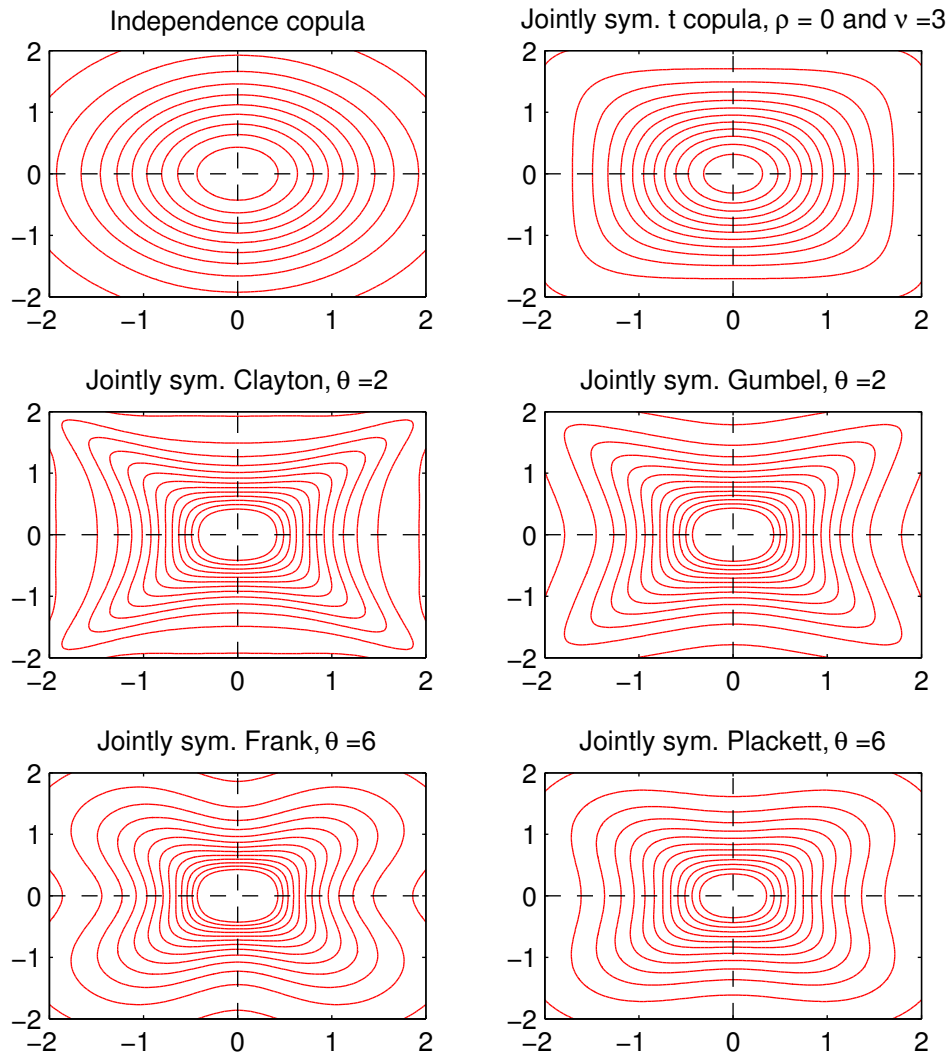 Independence copula
2
1
0
−1
−2
−2 −1 0 1 2
Jointly sym. t copula, ρ = 0 and ν =3
2
1
0
−1
−2
−2 −1 0 1 2
Jointly sym. Clayton, θ =2
2
1
0
−1
−2
−2 −1 0 1 2
Jointly sym. Gumbel, θ =2
2
1
0
−1
−2
−2 −1 0 1 2
Jointly sym. Frank, θ =6
2
1
0
−1
−2
−2 −1 0 1 2
Jointly sym. Plackett, θ =6
2
1
0
−1
−2
−2 −1 0 1 2